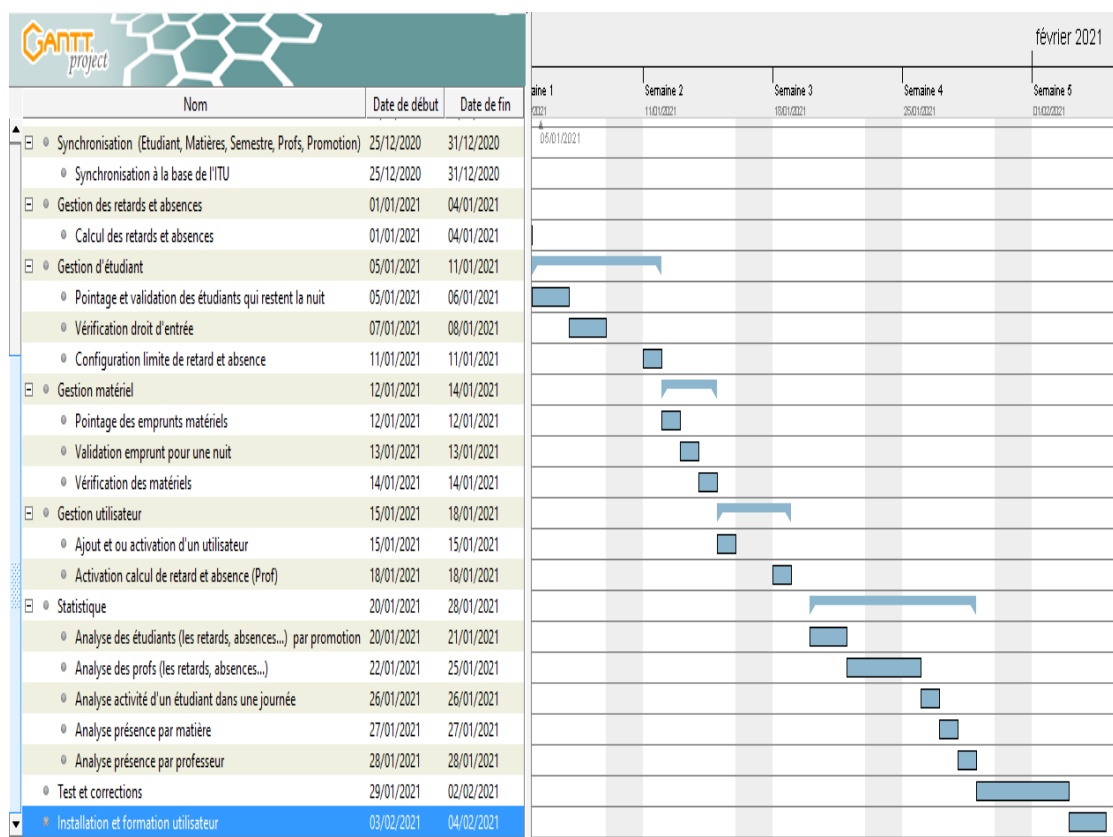 GANTT
project
février 2021
Nom Date de début Date de fin
aine 1 Semaine 2 Semaine 3 Semaine 4 Semaine 5
/2021 11/01/2021 18/01/2021 25/01/2021 01/02/2021
05/01/2021
Synchronisation (Etudiant, Matières, Semestre, Profs, Promotion) 25/12/2020 31/12/2020
Synchronisation à la base de l'ITU 25/12/2020 31/12/2020
Gestion des retards et absences 01/01/2021 04/01/2021
Calcul des retards et absences 01/01/2021 04/01/2021
Gestion d'étudiant 05/01/2021 11/01/2021
Pointage et validation des étudiants qui restent la nuit 05/01/2021 06/01/2021
Vérification droit d'entrée 07/01/2021 08/01/2021
Configuration limite de retard et absence 11/01/2021 11/01/2021
Gestion matériel 12/01/2021 14/01/2021
Pointage des emprunts matériels 12/01/2021 12/01/2021
Validation emprunt pour une nuit 13/01/2021 13/01/2021
Vérification des matériels 14/01/2021 14/01/2021
Gestion utilisateur 15/01/2021 18/01/2021
Ajout et ou activation d'un utilisateur 15/01/2021 15/01/2021
Activation calcul de retard et absence (Prof) 18/01/2021 18/01/2021
Statistique 20/01/2021 28/01/2021
Analyse des étudiants (les retards, absences...) par promotion 20/01/2021 21/01/2021
Analyse des profs (les retards, absences...) 22/01/2021 25/01/2021
Analyse activité d'un étudiant dans une journée 26/01/2021 26/01/2021
Analyse présence par matière 27/01/2021 27/01/2021
Analyse présence par professeur 28/01/2021 28/01/2021
Test et corrections 29/01/2021 02/02/2021
Installation et formation utilisateur 03/02/2021 04/02/2021